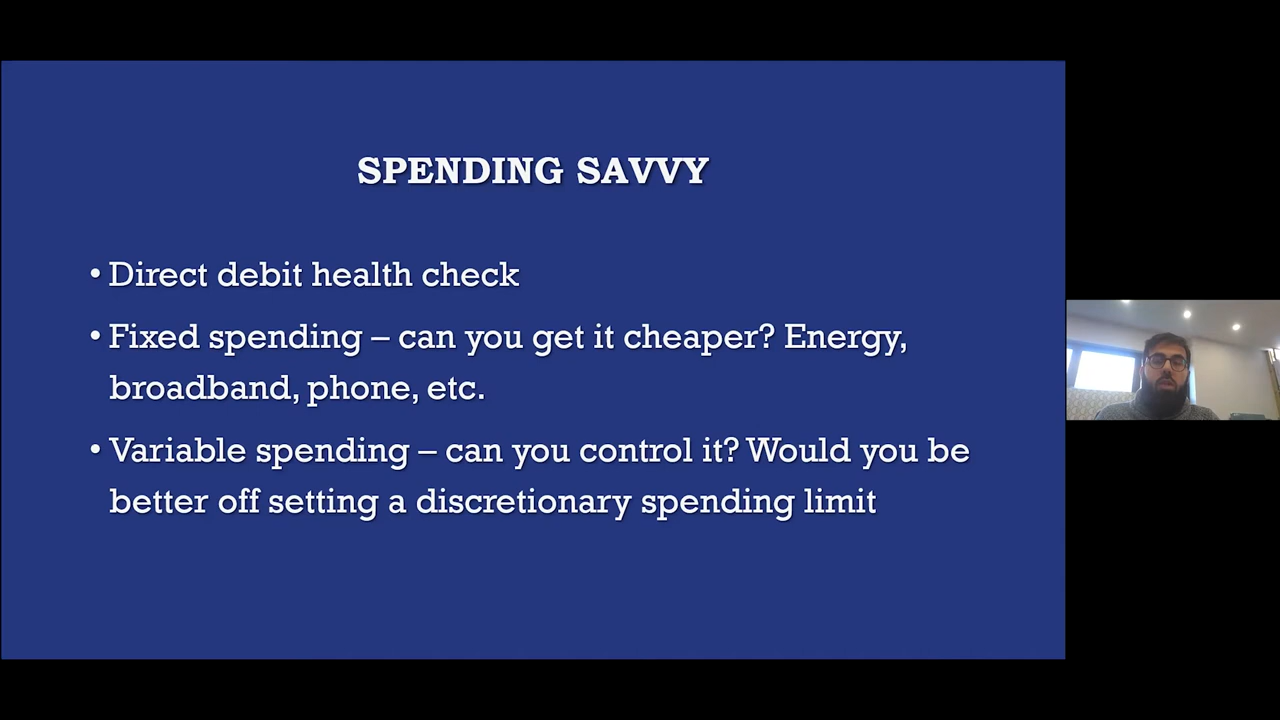 SPENDING SAVVY
• Direct debit health check
• Fixed spending – can you get it cheaper? Energy,
broadband, phone, etc.
• Variable spending – can you control it? Would you be
better off setting a discretionary spending limit